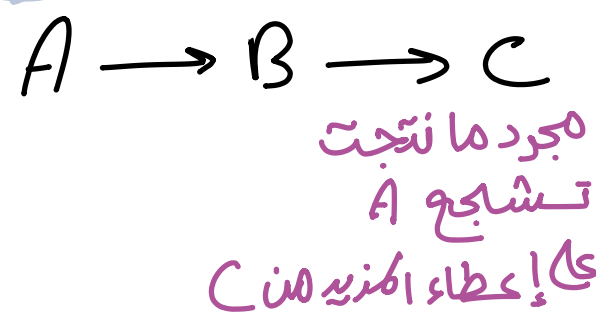 A → B → C
مجرد ما نتجت
تشجع A
على إعطاء المزيد من C